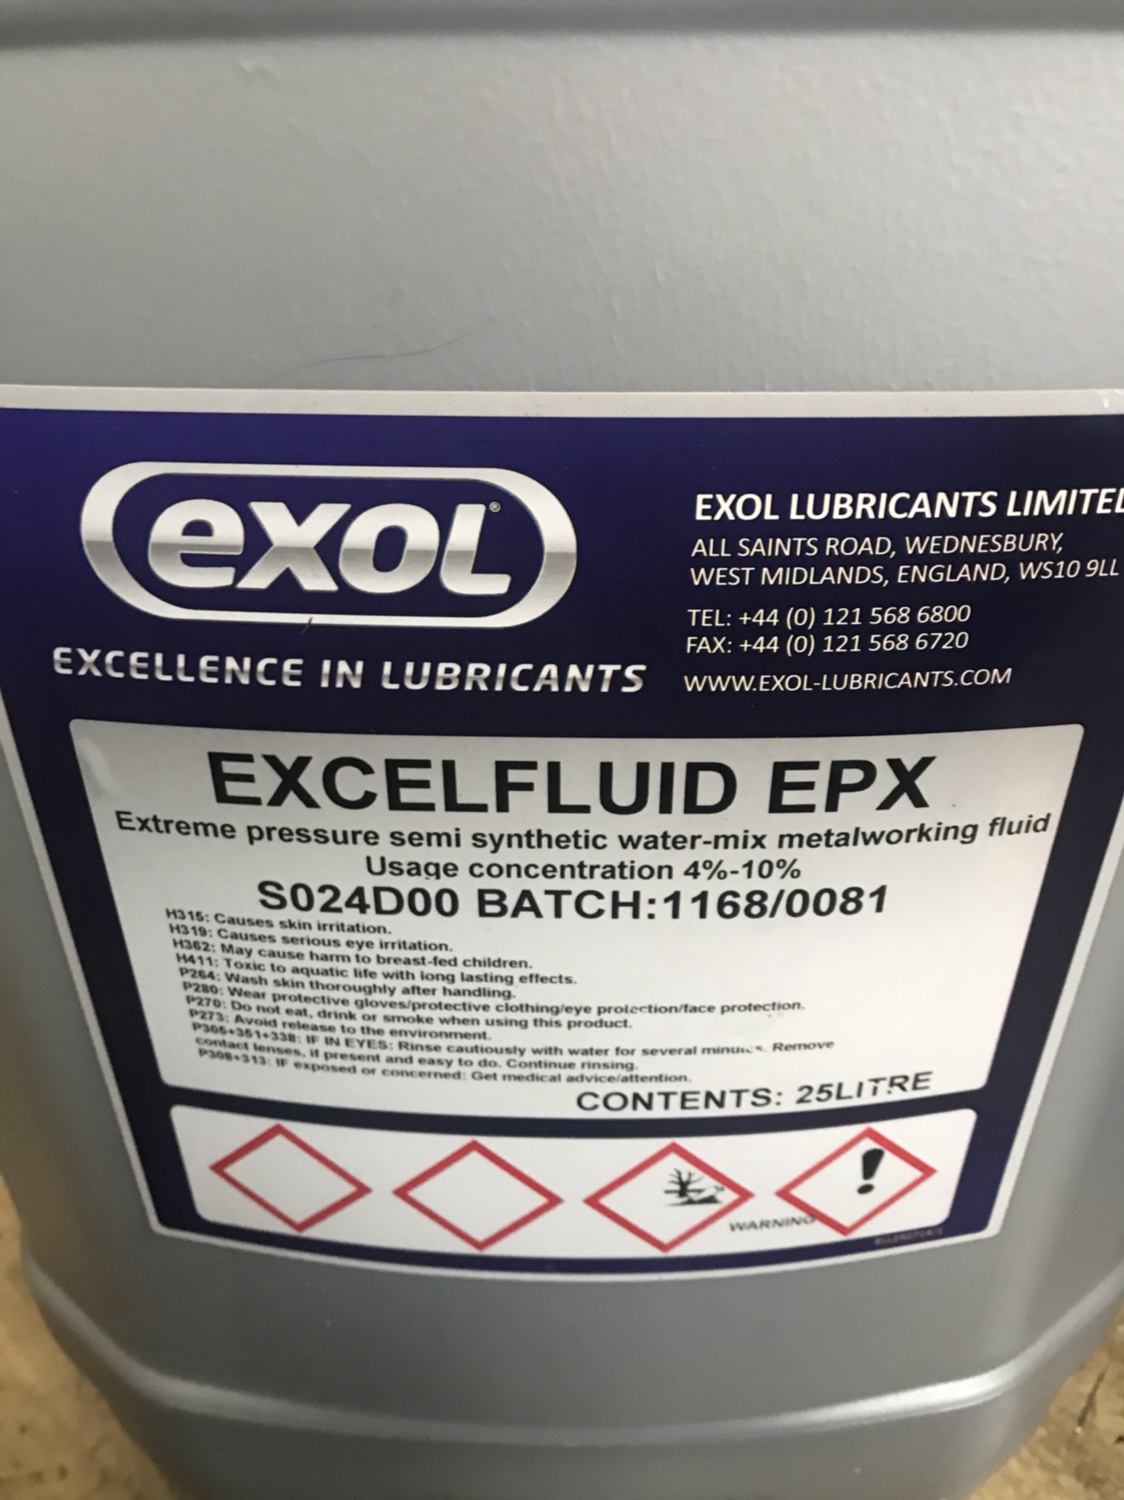 exol®
EXCELLENCE IN LUBRICANTS
EXOL LUBRICANTS LIMITED
ALL SAINTS ROAD, WEDNESBURY,
WEST MIDLANDS, ENGLAND, WS10 9LL
TEL: +44 (0) 121 568 6800
FAX: +44 (0) 121 568 6720
WWW.EXOL-LUBRICANTS.COM
EXCELFLUID EPX
Extreme pressure semi synthetic water-mix metalworking fluid
Usage concentration 4%-10%
S024D00 BATCH:1168/0081
H315: Causes skin irritation.
H319: Causes serious eye irritation.
H362: May cause harm to breast-fed children.
H411: Toxic to aquatic life with long lasting effects.
P264: Wash skin thoroughly after handling.
P280: Wear protective gloves/protective clothing/eye protection/face protection.
P270: Do not eat, drink or smoke when using this product.
P273: Avoid release to the environment.
P305+351+338: IF IN EYES: Rinse cautiously with water for several minutes. Remove
contact lenses, if present and easy to do. Continue rinsing.
P308+313: IF exposed or concerned: Get medical advice/attention.
CONTENTS: 25LITRE
WARNING